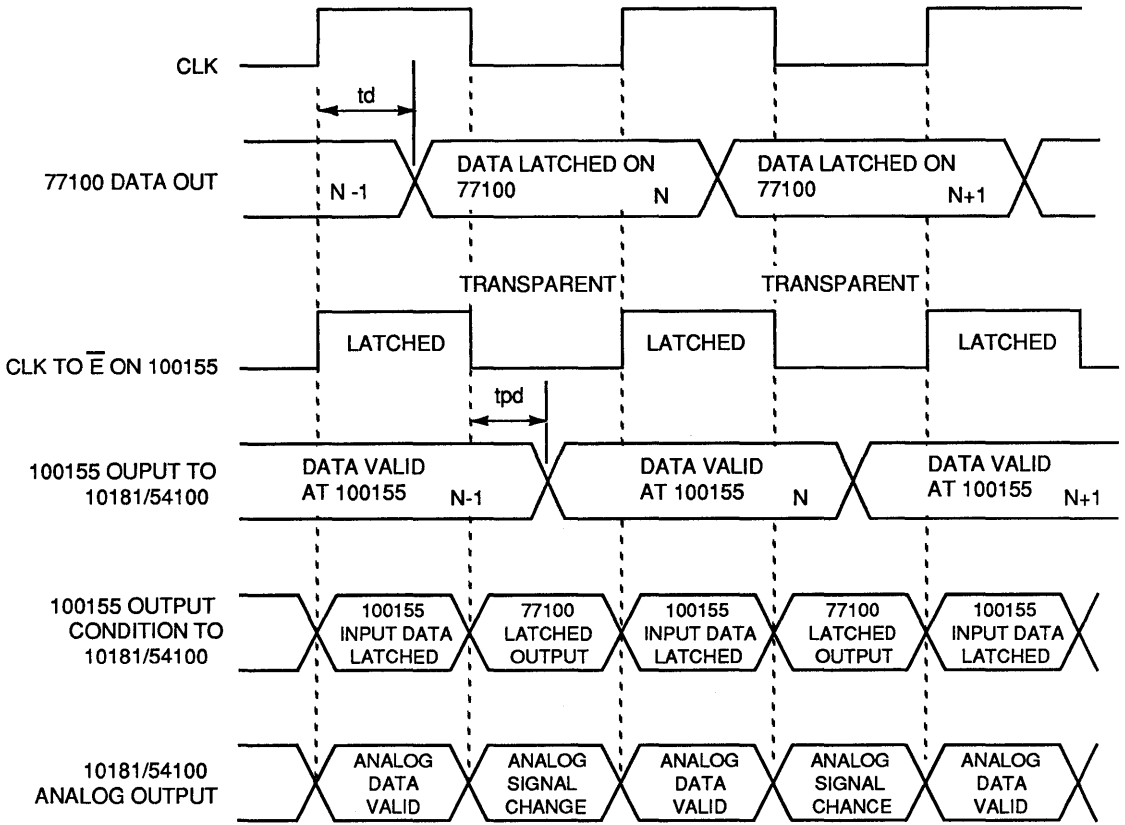 CLK
td
77100 DATA OUT
N -1
DATA LATCHED ON
77100
N
DATA LATCHED ON
77100
N+1
TRANSPARENT
TRANSPARENT
CLK TO E ON 100155
LATCHED
LATCHED
LATCHED
tpd
100155 OUPUT TO
10181/54100
DATA VALID
AT 100155
N-1
DATA VALID
AT 100155
N
DATA VALID
AT 100155
N+1
100155 OUTPUT
CONDITION TO
10181/54100
100155
INPUT DATA
LATCHED
77100
LATCHED
OUTPUT
100155
INPUT DATA
LATCHED
77100
LATCHED
OUTPUT
100155
INPUT DATA
LATCHED
10181/54100
ANALOG OUTPUT
ANALOG
DATA
VALID
ANALOG
SIGNAL
CHANGE
ANALOG
DATA
VALID
ANALOG
SIGNAL
CHANCE
ANALOG
DATA
VALID